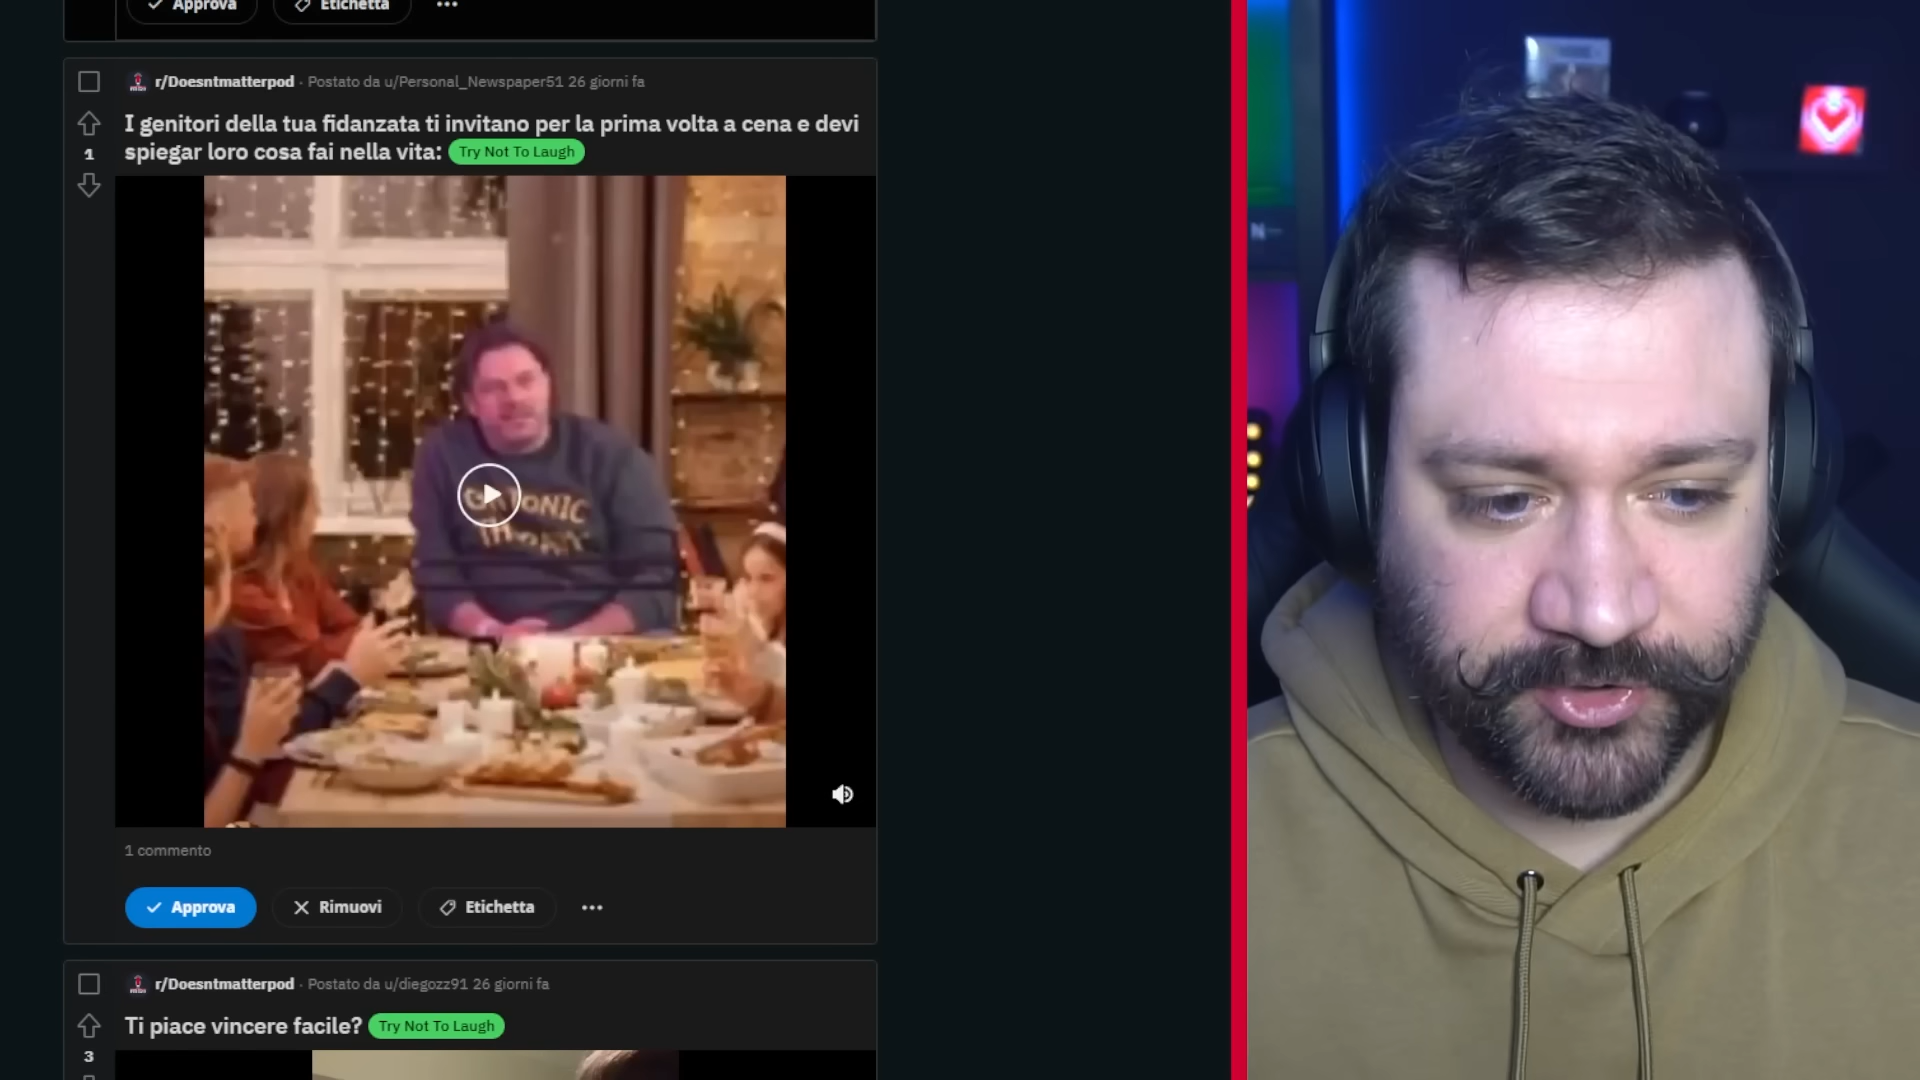 Approva
Etichetta
r/Doesntmatterpod · Postato da u/Personal_Newspaper51 26 giorni fa
I genitori della tua fidanzata ti invitano per la prima volta a cena e devi
spiegar loro cosa fai nella vita: Try Not To Laugh
1
1 commento
Approva
Rimuovi
Etichetta
r/Doesntmatterpod · Postato da u/diegozz91 26 giorni fa
Ti piace vincere facile? Try Not To Laugh
3